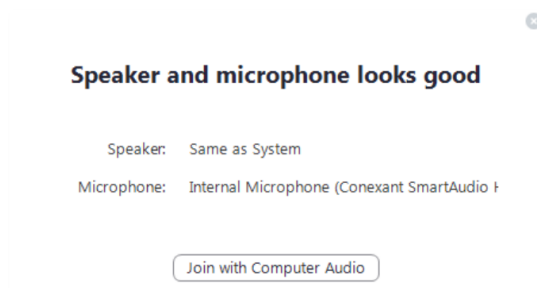 Speaker and microphone looks good
Speaker: Same as System
Microphone: Internal Microphone (Conexant SmartAudio
Join with Computer Audio